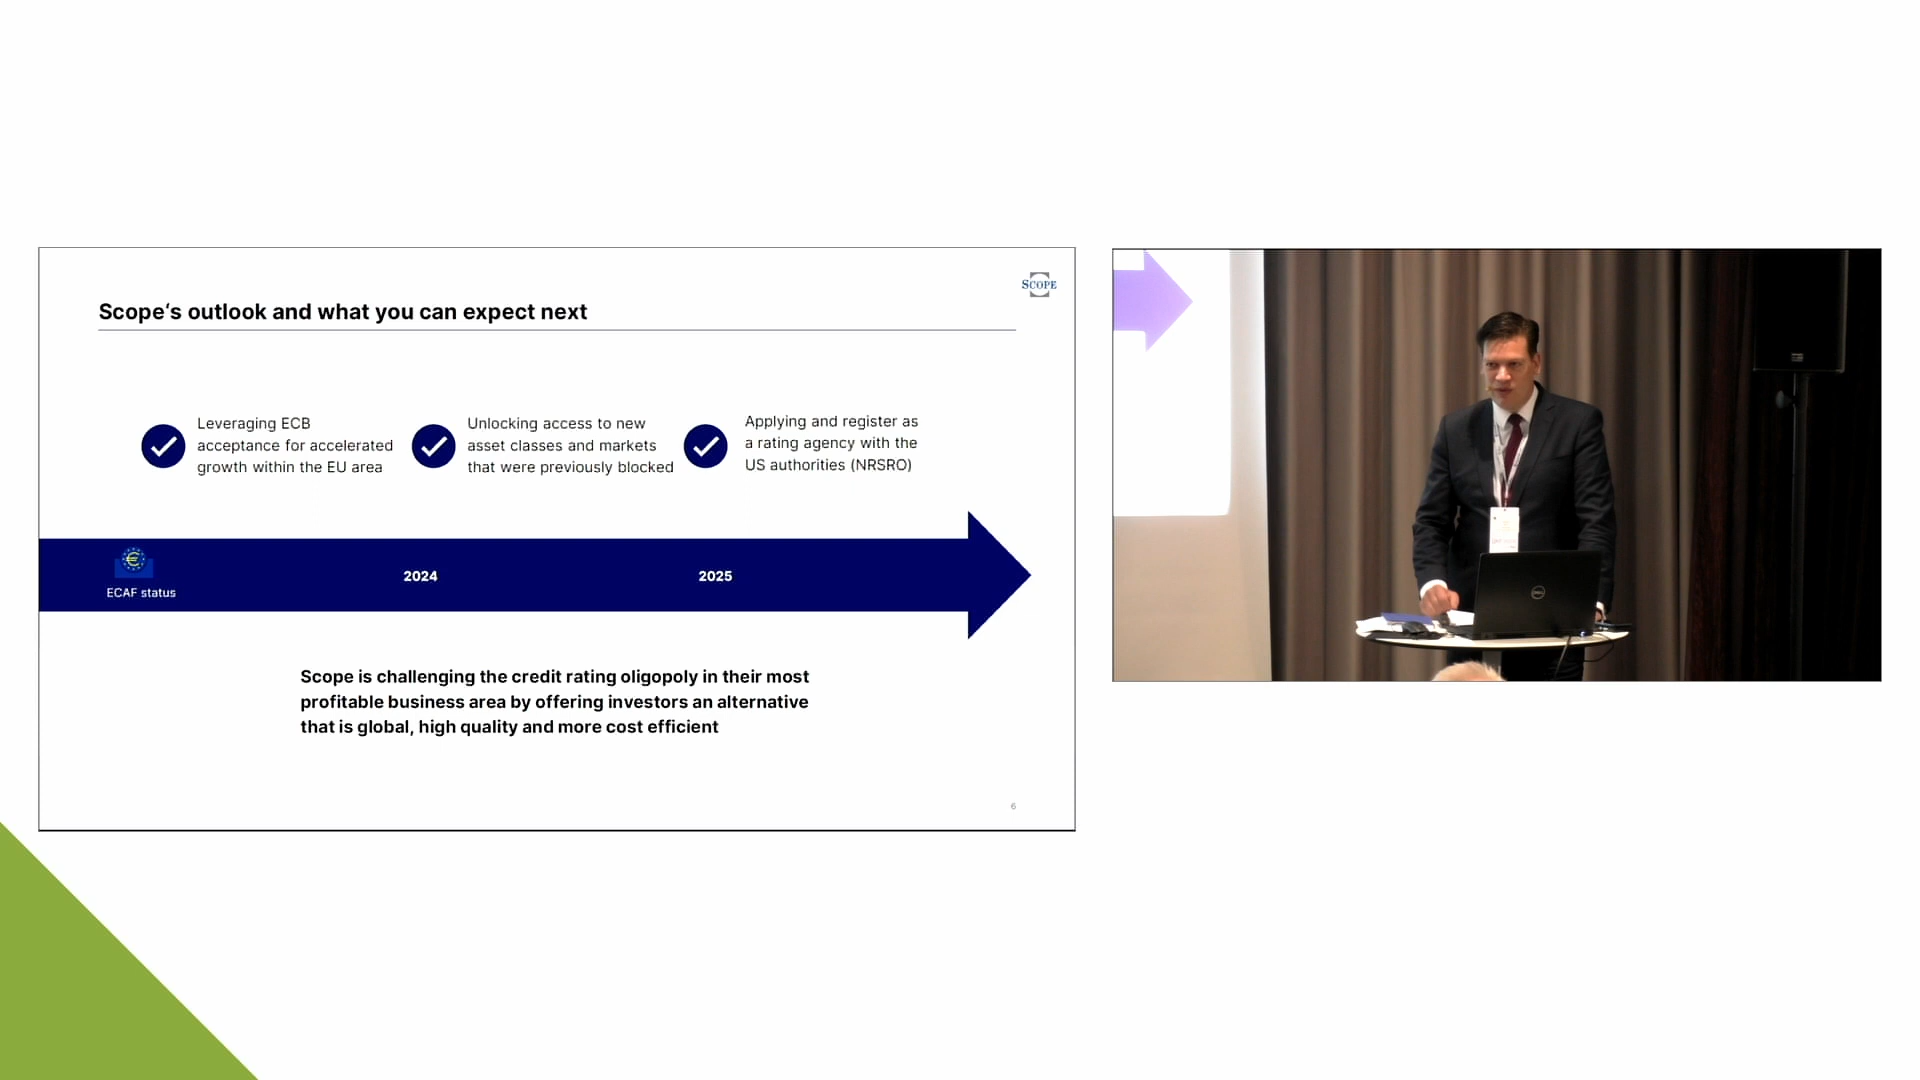 SCOPE
Scope‘s outlook and what you can expect next
Leveraging ECB
acceptance for accelerated
growth within the EU area
Unlocking access to new
asset classes and markets
that were previously blocked
Applying and register as
a rating agency with the
US authorities (NRSRO)
€
ECAF status
2024
2025
Scope is challenging the credit rating oligopoly in their most
profitable business area by offering investors an alternative
that is global, high quality and more cost efficient
6
DELL